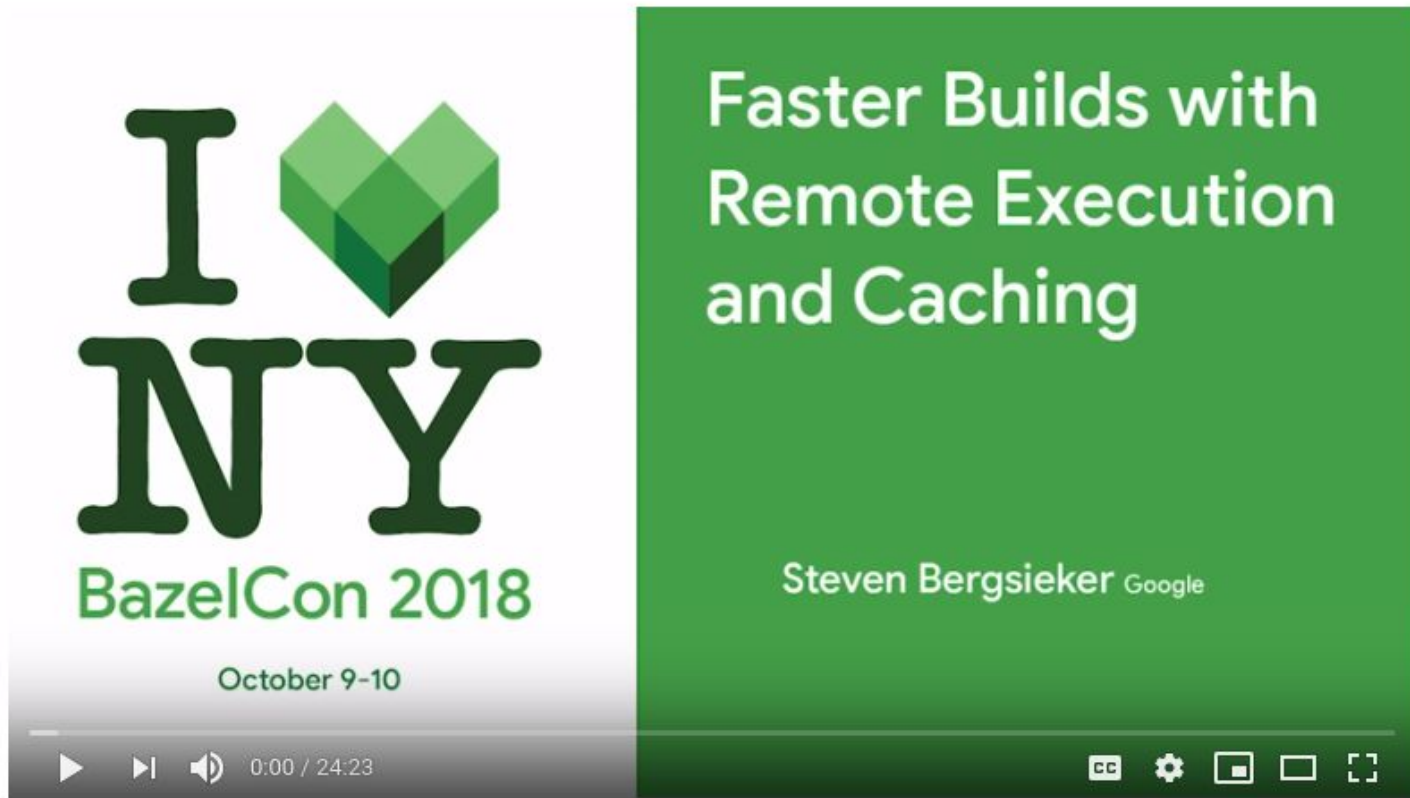 I
NY
BazelCon 2018
October 9-10
Faster Builds with
Remote Execution
and Caching
Steven Bergsieker Google
0:00 / 24:23
CC